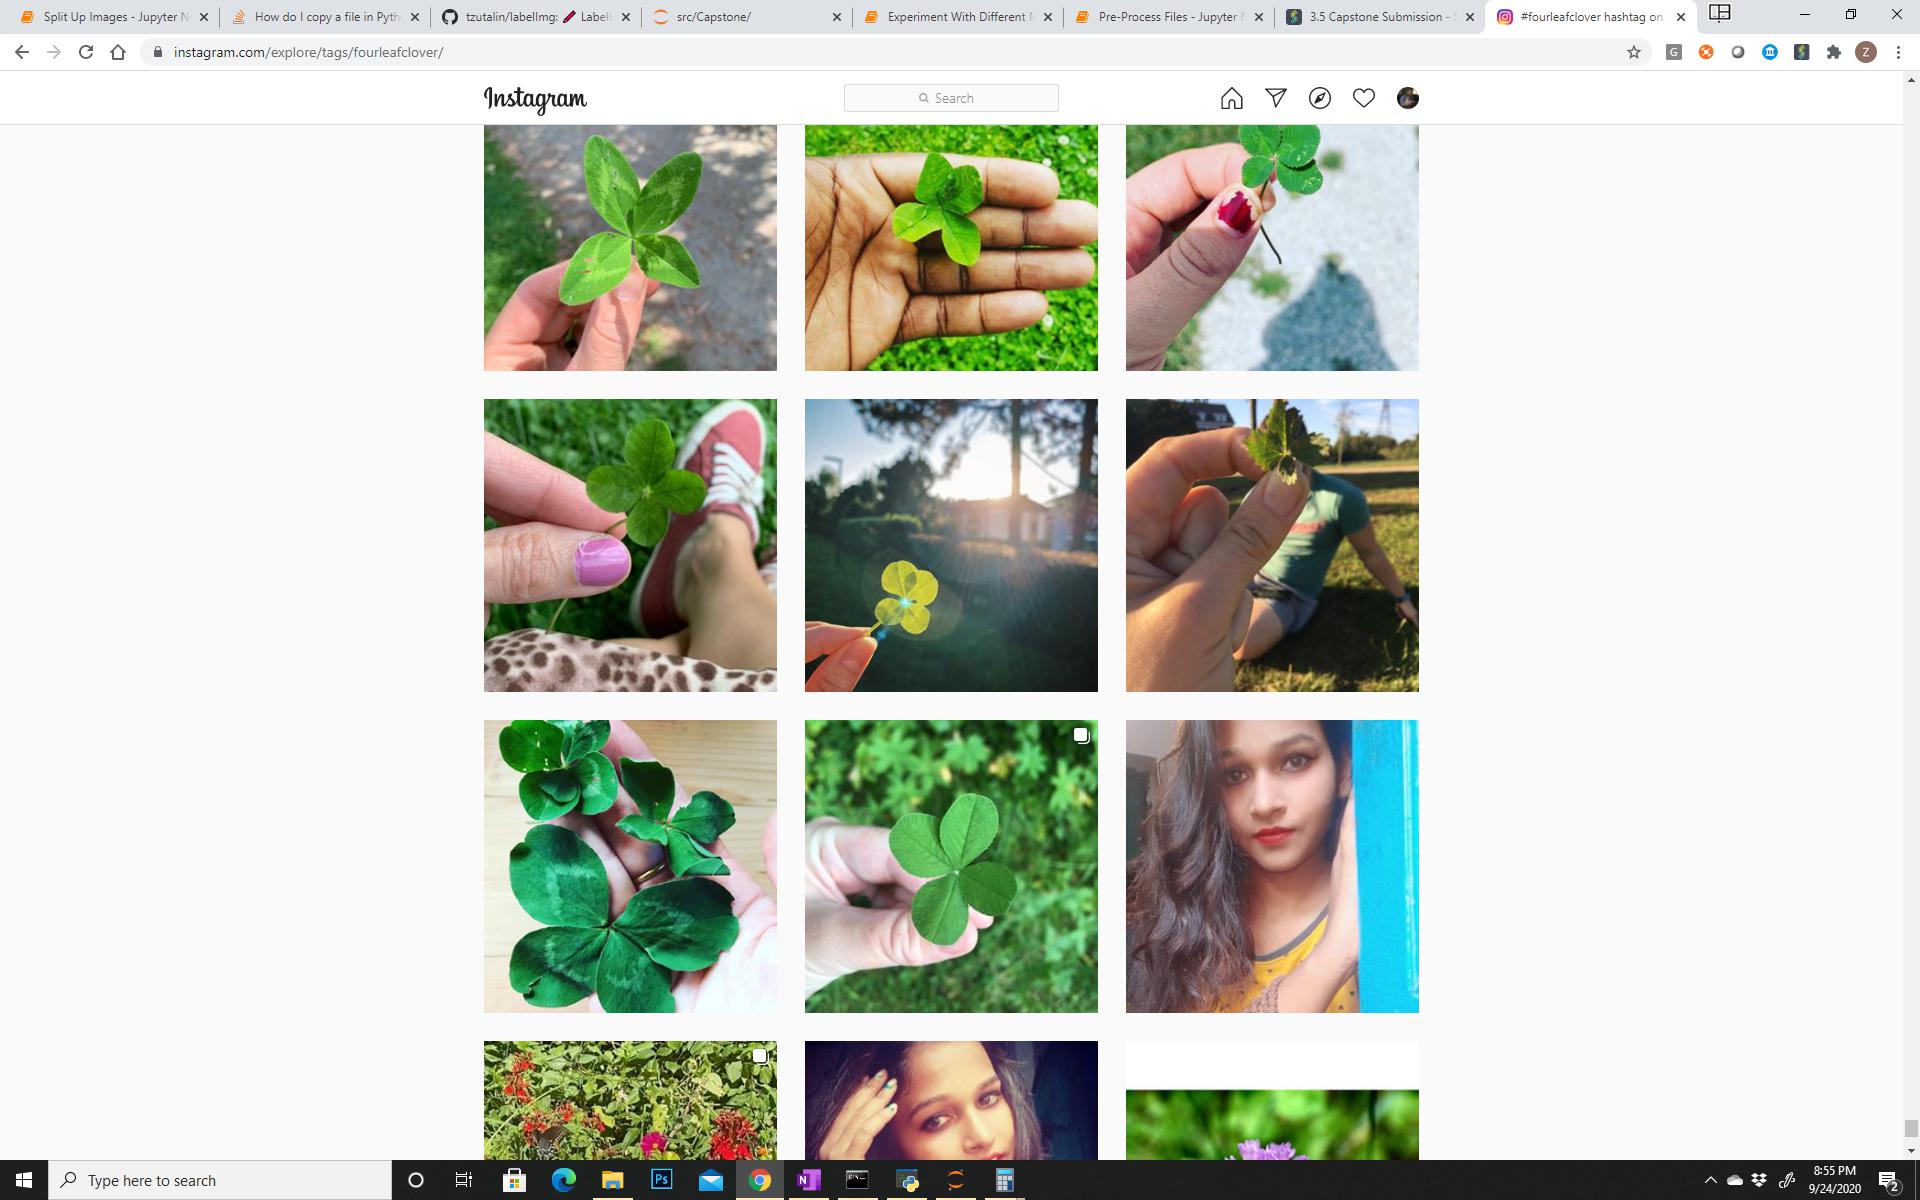 Split Up Images - Jupyter N
How do I copy a file in Pyth
tzutalin/labelImg: 🖍 Label
src/Capstone/
Experiment With Different M
Pre-Process Files - Jupyter N
3.5 Capstone Submission - S
#fourleafclover hashtag on
instagram.com/explore/tags/fourleafclover/
G
Z
Instagram
Search
Type here to search
Ps
N
8:55 PM
9/24/2020
2